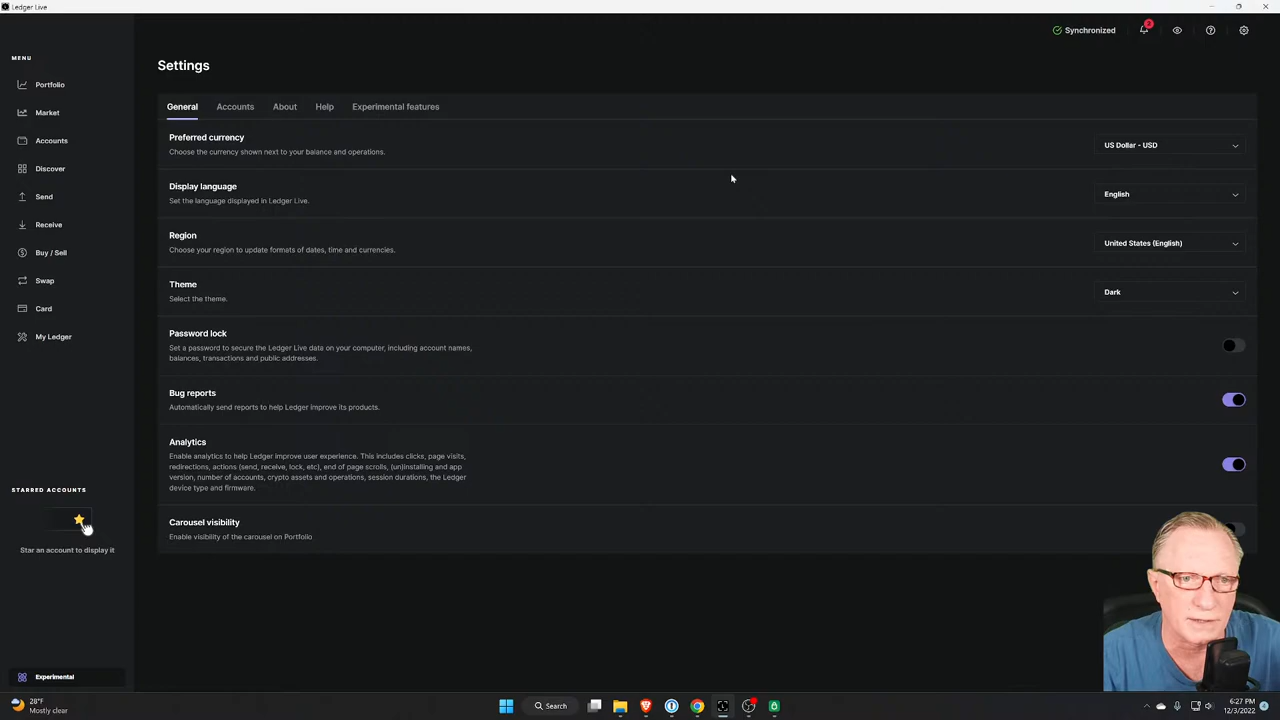 Ledger Live
Synchronized
2
MENU
Portfolio
Market
Accounts
Discover
Send
Receive
Buy / Sell
Swap
Card
My Ledger
STARRED ACCOUNTS
Star an account to display it
Experimental
Settings
General Accounts About Help Experimental features
Preferred currency
Choose the currency shown next to your balance and operations.
US Dollar - USD
Display language
Set the language displayed in Ledger Live.
English
Region
Choose your region to update formats of dates, time and currencies.
United States (English)
Theme
Select the theme.
Dark
Password lock
Set a password to secure the Ledger Live data on your computer, including account names,
balances, transactions and public addresses.
Bug reports
Automatically send reports to help Ledger improve its products.
Analytics
Enable analytics to help Ledger improve user experience. This includes clicks, page visits,
redirections, actions (send, receive, lock, etc), end of page scrolls, (un)installing and app
version, number of accounts, crypto assets and operations, session durations, the Ledger
device type and firmware.
Carousel visibility
Enable visibility of the carousel on Portfolio
28°F
Mostly clear
Search
6:27 PM
12/3/2022